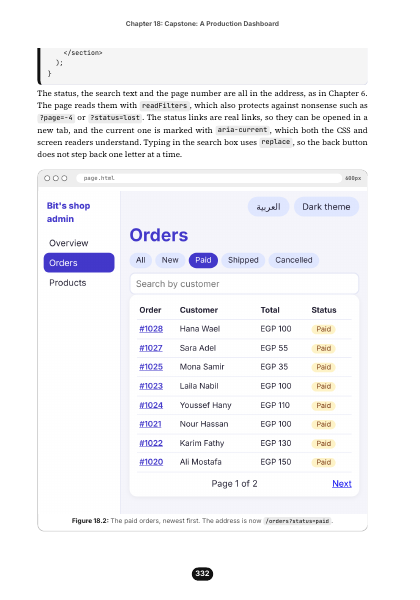 Chapter 18: Capstone: A Production Dashboard
</section>
);
}
The status, the search text and the page number are all in the address, as in Chapter 6.
The page reads them with readFilters, which also protects against nonsense such as
?page=-4 or ?status=lost. The status links are real links, so they can be opened in a
new tab, and the current one is marked with aria-current, which both the CSS and
screen readers understand. Typing in the search box uses replace, so the back button
does not step back one letter at a time.
page.html 600px
Bit's shop
admin
Overview
Orders
Products
العربية Dark theme
Orders
All New Paid Shipped Cancelled
Search by customer
Order Customer Total Status
#1028 Hana Wael EGP 100 Paid
#1027 Sara Adel EGP 55 Paid
#1025 Mona Samir EGP 35 Paid
#1023 Laila Nabil EGP 100 Paid
#1024 Youssef Hany EGP 110 Paid
#1021 Nour Hassan EGP 100 Paid
#1022 Karim Fathy EGP 130 Paid
#1020 Ali Mostafa EGP 150 Paid
Page 1 of 2 Next
Figure 18.2: The paid orders, newest first. The address is now /orders?status=paid.
332